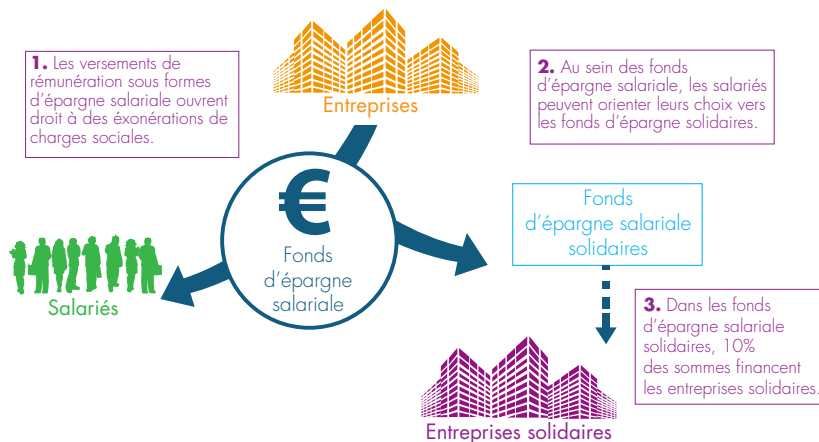 1. Les versements de
rémunération sous formes
d'épargne salariale ouvrent
droit à des éxonérations de
charges sociales.
Entreprises
2. Au sein des fonds
d'épargne salariale, les salariés
peuvent orienter leurs choix vers
les fonds d'épargne solidaires.
€
Fonds
d'épargne
salariale
Fonds
d'épargne salariale
solidaires
Salariés
3. Dans les fonds
d'épargne salariale
solidaires, 10%
des sommes financent
les entreprises solidaires.
Entreprises solidaires